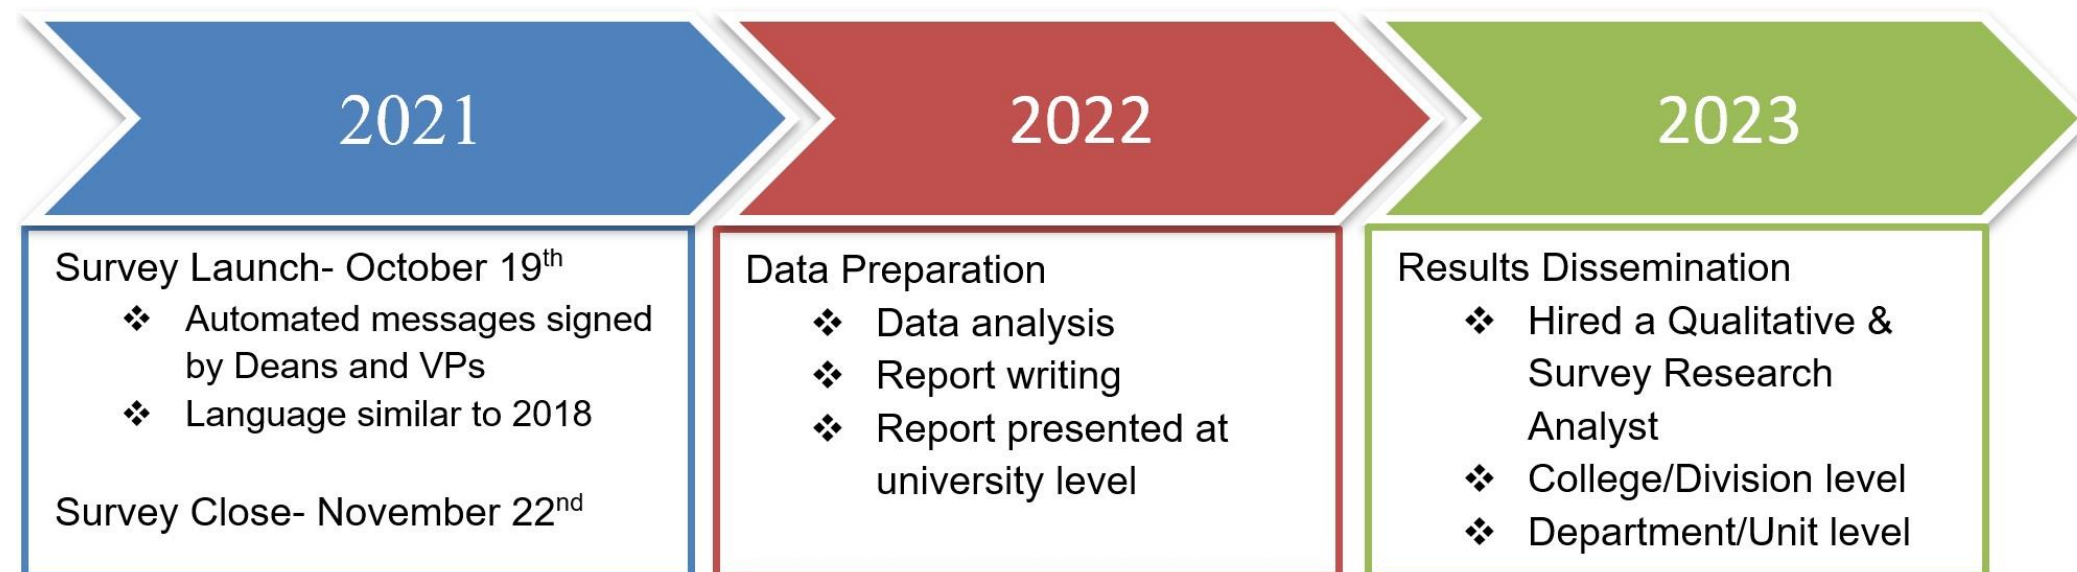 2021
Survey Launch- October 19th
❖ Automated messages signed
by Deans and VPs
❖ Language similar to 2018
Survey Close- November 22nd
2022
Data Preparation
❖ Data analysis
❖ Report writing
❖ Report presented at
university level
2023
Results Dissemination
❖ Hired a Qualitative &
Survey Research
Analyst
❖ College/Division level
❖ Department/Unit level